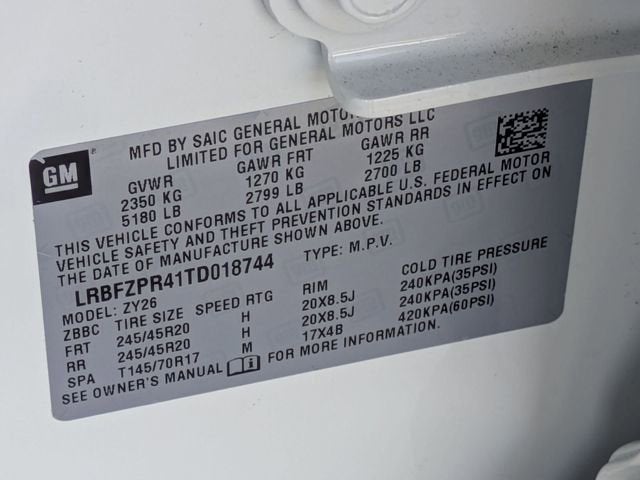 GM
MFD BY SAIC GENERAL MOTOR
LIMITED FOR GENERAL MOTORS LLC
GVWR GAWR FRT GAWR RR
2350 KG 1270 KG 1225 KG
5180 LB 2799 LB 2700 LB
THIS VEHICLE CONFORMS TO ALL APPLICABLE U.S. FEDERAL MOTOR
VEHICLE SAFETY AND THEFT PREVENTION STANDARDS IN EFFECT ON
THE DATE OF MANUFACTURE SHOWN ABOVE.
LRBFZPR41TD018744 TYPE: M.P.V.
MODEL: ZY26
ZBBC TIRE SIZE SPEED RTG RIM COLD TIRE PRESSURE
FRT 245/45R20 H 20X8.5J 240KPA(35PSI)
RR 245/45R20 H 20X8.5J 240KPA(35PSI)
SPA T145/70R17 M 17X4B 420KPA(60PSI)
SEE OWNER'S MANUAL FOR MORE INFORMATION.